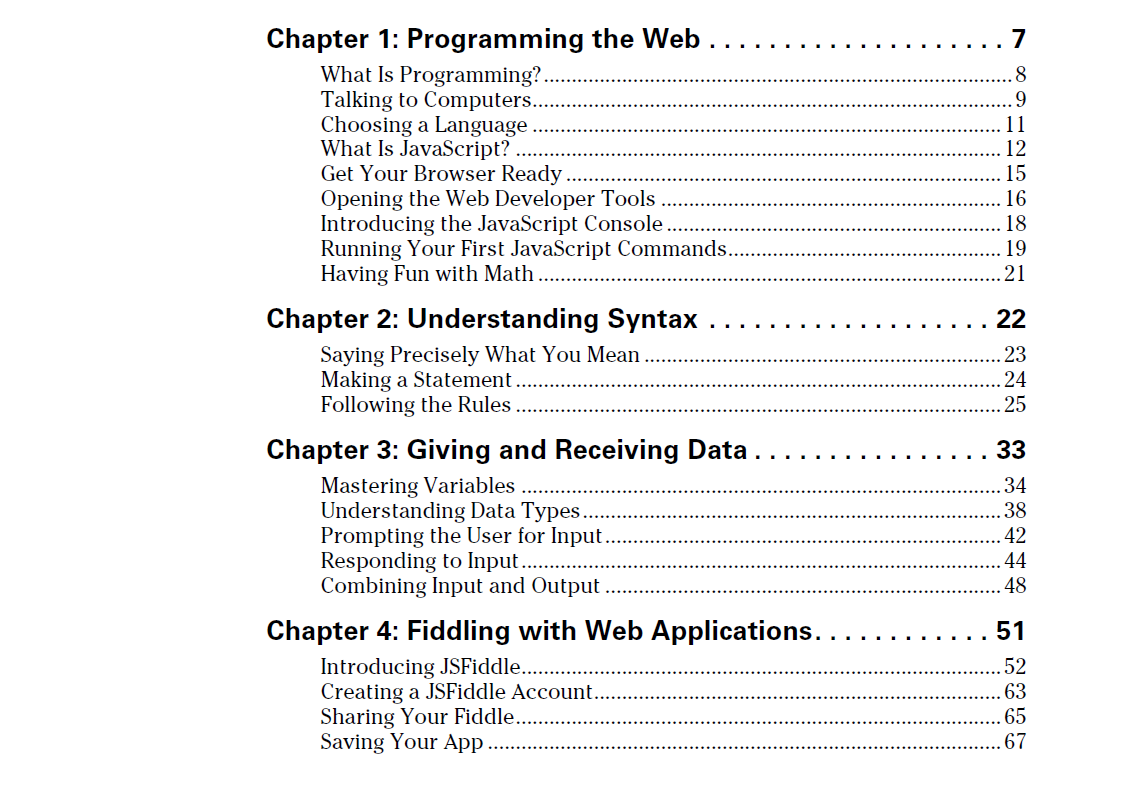 Chapter 1: Programming the Web . . . . . . . . . . . . . . . . . . . . 7
What Is Programming? ........................................................................................ 8
Talking to Computers........................................................................................... 9
Choosing a Language ......................................................................................... 11
What Is JavaScript? ............................................................................................ 12
Get Your Browser Ready ................................................................................... 15
Opening the Web Developer Tools .................................................................. 16
Introducing the JavaScript Console ................................................................. 18
Running Your First JavaScript Commands...................................................... 19
Having Fun with Math ........................................................................................ 21
Chapter 2: Understanding Syntax . . . . . . . . . . . . . . . . . . . 22
Saying Precisely What You Mean ..................................................................... 23
Making a Statement ............................................................................................ 24
Following the Rules ............................................................................................ 25
Chapter 3: Giving and Receiving Data . . . . . . . . . . . . . . . . 33
Mastering Variables ........................................................................................... 34
Understanding Data Types................................................................................ 38
Prompting the User for Input ............................................................................ 42
Responding to Input ........................................................................................... 44
Combining Input and Output ............................................................................ 48
Chapter 4: Fiddling with Web Applications. . . . . . . . . . . . 51
Introducing JSFiddle........................................................................................... 52
Creating a JSFiddle Account.............................................................................. 63
Sharing Your Fiddle............................................................................................ 65
Saving Your App ................................................................................................. 67